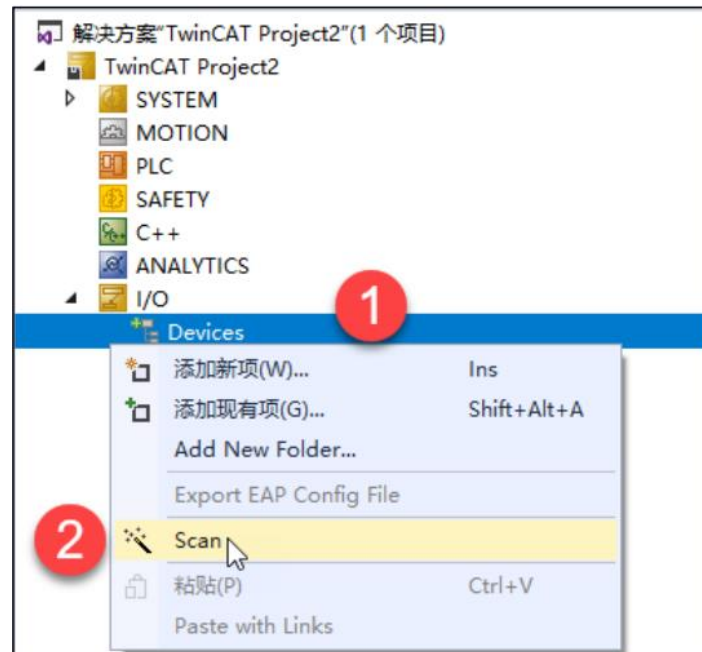 解决方案"TwinCAT Project2"(1 个项目)
TwinCAT Project2
SYSTEM
MOTION
PLC
SAFETY
C++
ANALYTICS
I/O
1
Devices
添加新项(W)... Ins
添加现有项(G)... Shift+Alt+A
Add New Folder...
Export EAP Config File
2 Scan
粘贴(P) Ctrl+V
Paste with Links